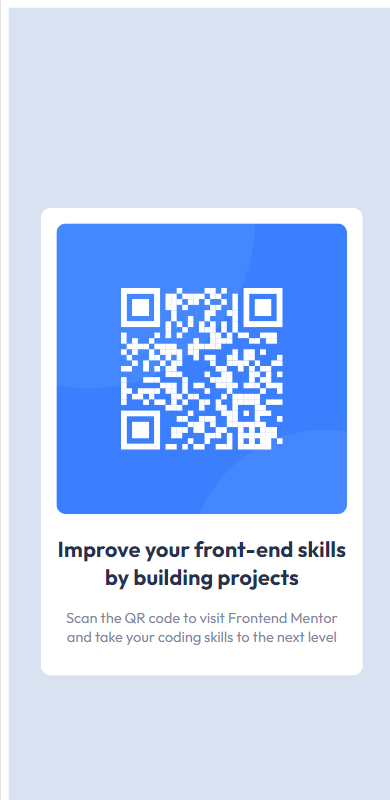 Improve your front-end skills
by building projects
Scan the QR code to visit Frontend Mentor
and take your coding skills to the next level